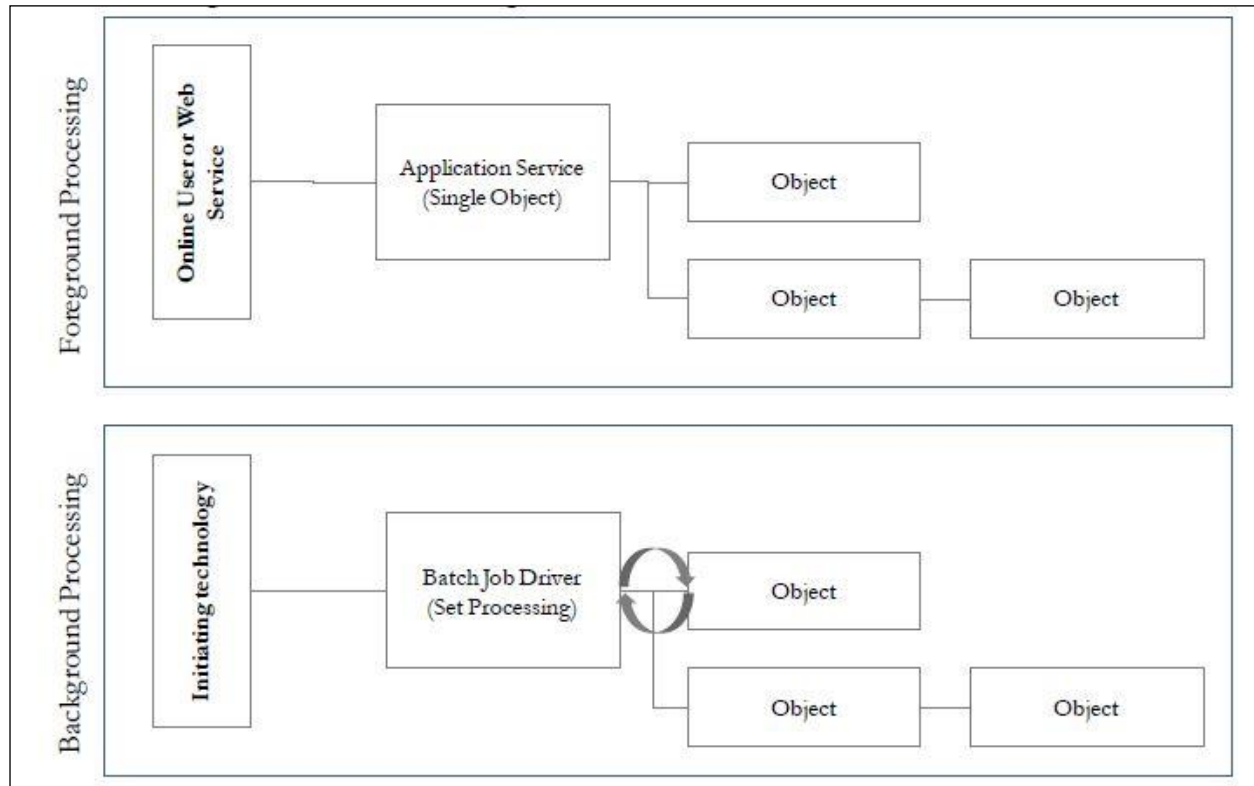 Foreground Processing
Online User or Web
Service
Application Service
(Single Object)
Object
Object
Object
Background Processing
Initiating technology
Batch Job Driver
(Set Processing)
Object
Object
Object